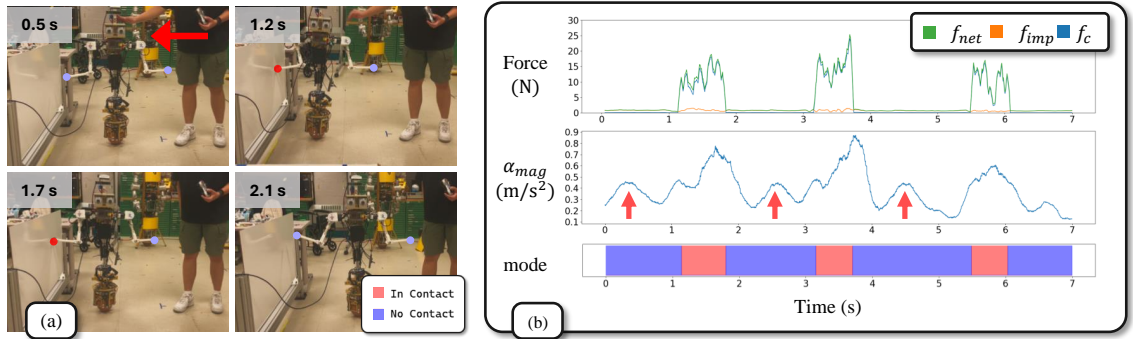 0.5 s
1.2 s
1.7 s
2.1 s
In Contact
No Contact
(a)
f_net f_imp f_c
Force
(N)
30
25
20
15
10
5
0
0 1 2 3 4 5 6 7
α_mag
(m/s²)
0.9
0.8
0.7
0.6
0.5
0.4
0.3
0.2
0.1
0 1 2 3 4 5 6 7
mode
0 1 2 3 4 5 6 7
Time (s)
(b)